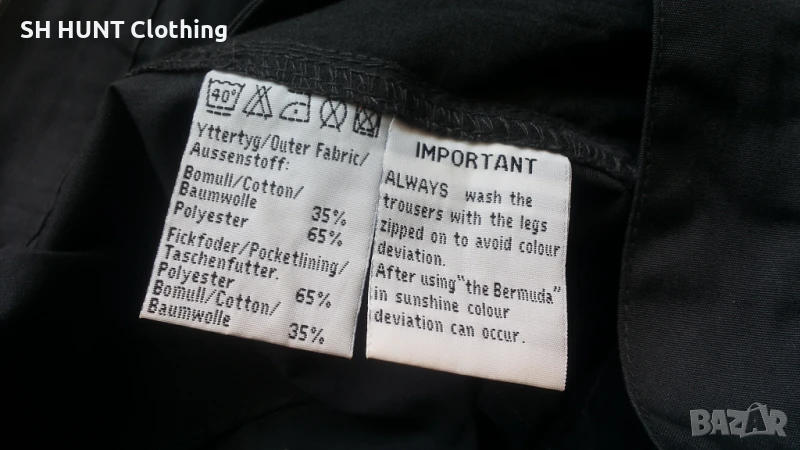 SH HUNT Clothing
40°
Yttertyg/Outer Fabric/
Aussenstoff:
Bomull/Cotton/
Baumwolle 35%
Polyester 65%
Fickfoder/Pocketlining/
Taschenfutter.
Polyester 65%
Bomull/Cotton/
Baumwolle 35%
IMPORTANT
ALWAYS wash the
trousers with the legs
zipped on to avoid colour
deviation.
After using "the Bermuda"
in sunshine colour
deviation can occur.
BAZAR